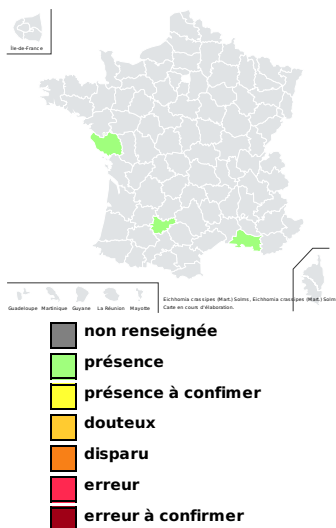 Île-de-France
Guadeloupe Martinique Guyane La Réunion Mayotte
Eichhornia crassipes (Mart.) Solms , Eichhornia crassipes (Mart.) Solms
Carte en cours d'élaboration.
non renseignée
présence
présence à confimer
douteux
disparu
erreur
erreur à confirmer